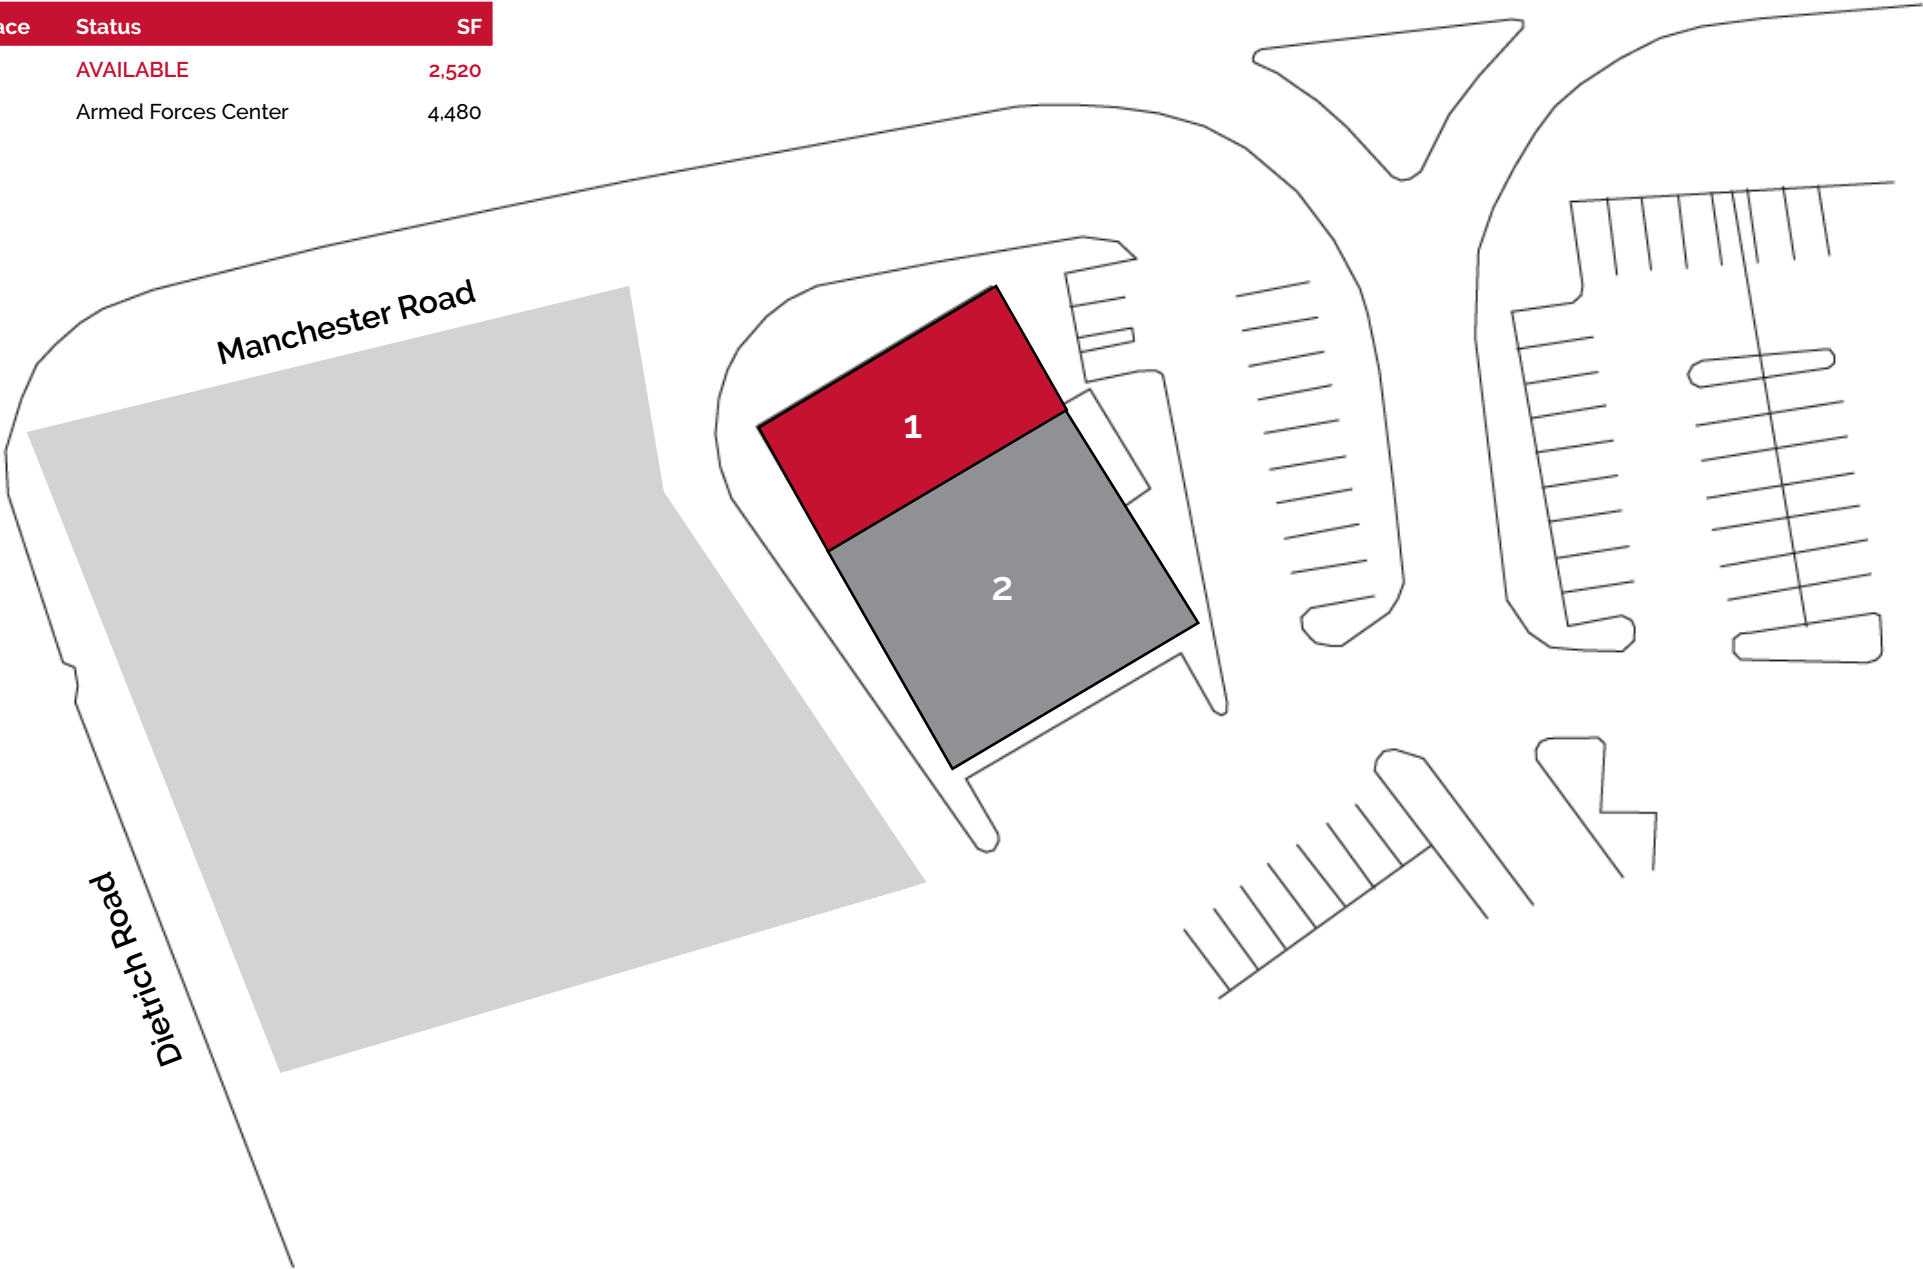 ace Status SF
AVAILABLE 2,520
Armed Forces Center 4,480
Manchester Road
1
2
Dietrich Road